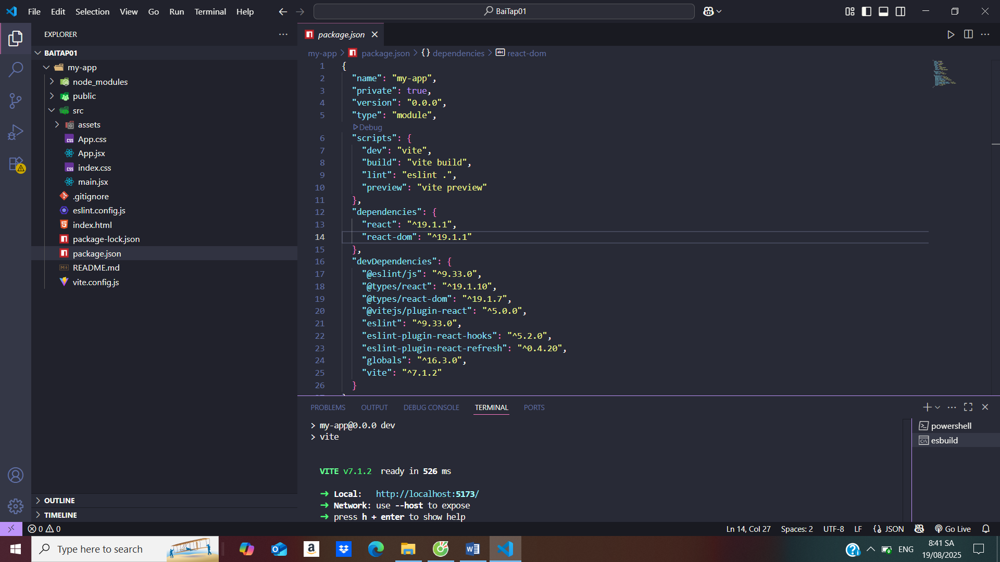 File Edit Selection View Go Run Terminal Help
BaiTap01
EXPLORER
BAITAP01
my-app
node_modules
public
src
assets
App.css
App.jsx
index.css
main.jsx
.gitignore
eslint.config.js
index.html
package-lock.json
package.json
README.md
vite.config.js
OUTLINE
TIMELINE
package.json
my-app > package.json > {} dependencies > react-dom
1 {
2 "name": "my-app",
3 "private": true,
4 "version": "0.0.0",
5 "type": "module",
Debug
6 "scripts": {
7 "dev": "vite",
8 "build": "vite build",
9 "lint": "eslint .",
10 "preview": "vite preview"
11 },
12 "dependencies": {
13 "react": "^19.1.1",
14 "react-dom": "^19.1.1"
15 },
16 "devDependencies": {
17 "@eslint/js": "^9.33.0",
18 "@types/react": "^19.1.10",
19 "@types/react-dom": "^19.1.7",
20 "@vitejs/plugin-react": "^5.0.0",
21 "eslint": "^9.33.0",
22 "eslint-plugin-react-hooks": "^5.2.0",
23 "eslint-plugin-react-refresh": "^0.4.20",
24 "globals": "^16.3.0",
25 "vite": "^7.1.2"
26 }
PROBLEMS OUTPUT DEBUG CONSOLE TERMINAL PORTS
> my-app@0.0.0 dev
> vite
VITE v7.1.2 ready in 526 ms
➜ Local: http://localhost:5173/
➜ Network: use --host to expose
➜ press h + enter to show help
powershell
esbuild
0 0
Ln 14, Col 27 Spaces: 2 UTF-8 LF {} JSON Go Live
Type here to search
ENG
8:41 SA
19/08/2025